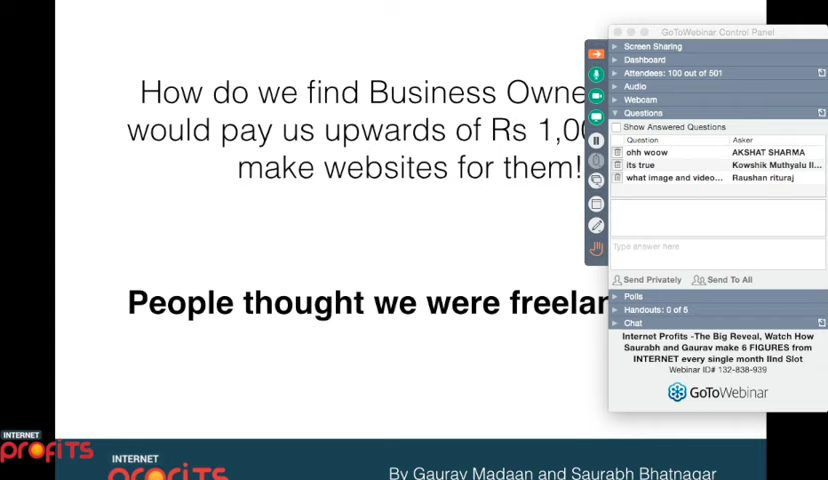 How do we find Business Owne
would pay us upwards of Rs 1,00
make websites for them!
People thought we were freelan
INTERNET
profiTS
INTERNET
profiTS
By Gaurav Madaan and Saurabh Bhatnagar
GoToWebinar Control Panel
Screen Sharing
Dashboard
Attendees: 100 out of 501
Audio
Webcam
Questions
Show Answered Questions
Question Asker
ohh woow AKSHAT SHARMA
its true Kowshik Muthyalu II...
what image and video... Raushan rituraj
Type answer here
Send Privately Send To All
Polls
Handouts: 0 of 5
Chat
Internet Profits -The Big Reveal, Watch How
Saurabh and Gaurav make 6 FIGURES from
INTERNET every single month IInd Slot
Webinar ID# 132-838-939
GoToWebinar